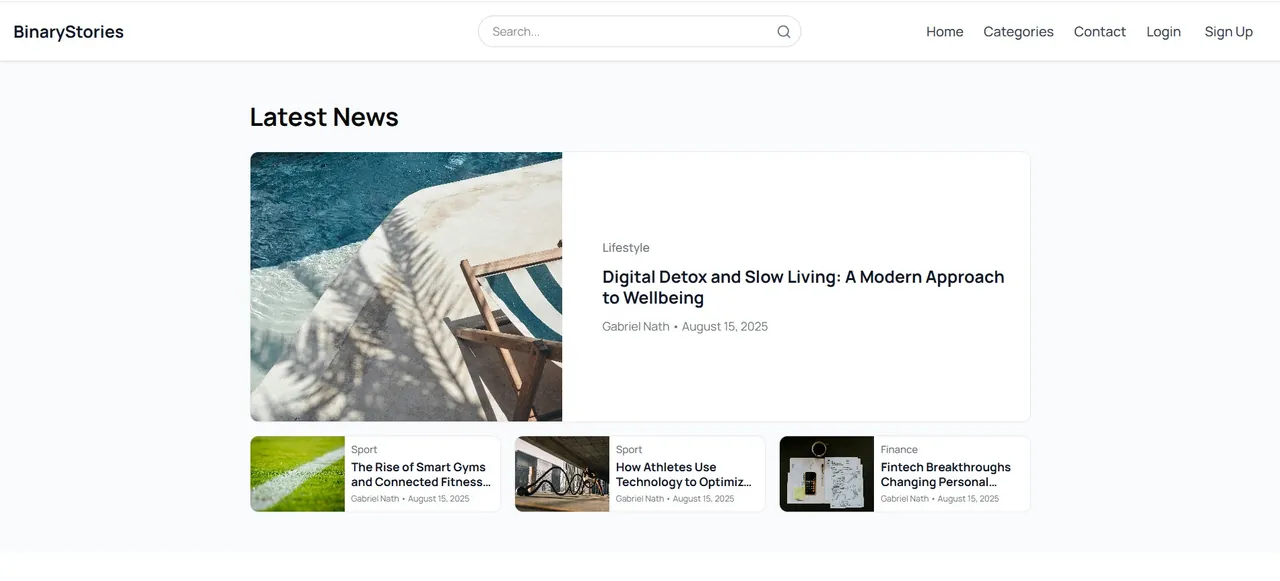 BinaryStories
Search...
Home
Categories
Contact
Login
Sign Up
Latest News
Lifestyle
Digital Detox and Slow Living: A Modern Approach
to Wellbeing
Gabriel Nath • August 15, 2025
Sport
The Rise of Smart Gyms
and Connected Fitness...
Gabriel Nath • August 15, 2025
Sport
How Athletes Use
Technology to Optimiz...
Gabriel Nath • August 15, 2025
Finance
Fintech Breakthroughs
Changing Personal...
Gabriel Nath • August 15, 2025